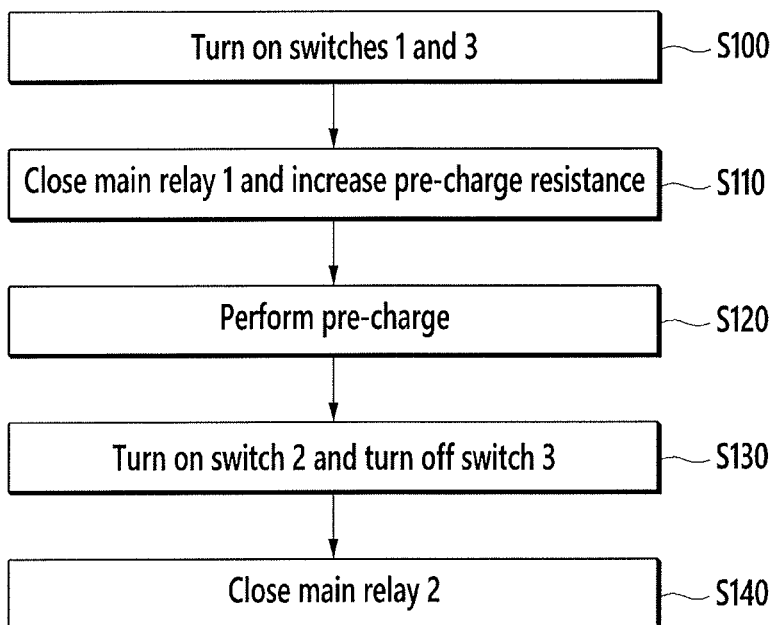 Turn on switches 1 and 3
S100
Close main relay 1 and increase pre-charge resistance
S110
Perform pre-charge
S120
Turn on switch 2 and turn off switch 3
S130
Close main relay 2
S140